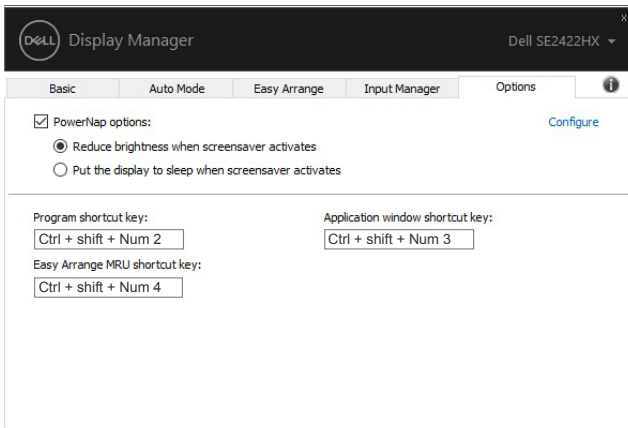 x
DELL Display Manager Dell SE2422HX
Basic Auto Mode Easy Arrange Input Manager Options i
PowerNap options: Configure
Reduce brightness when screensaver activates
Put the display to sleep when screensaver activates
Program shortcut key: Application window shortcut key:
Ctrl + shift + Num 2 Ctrl + shift + Num 3
Easy Arrange MRU shortcut key:
Ctrl + shift + Num 4